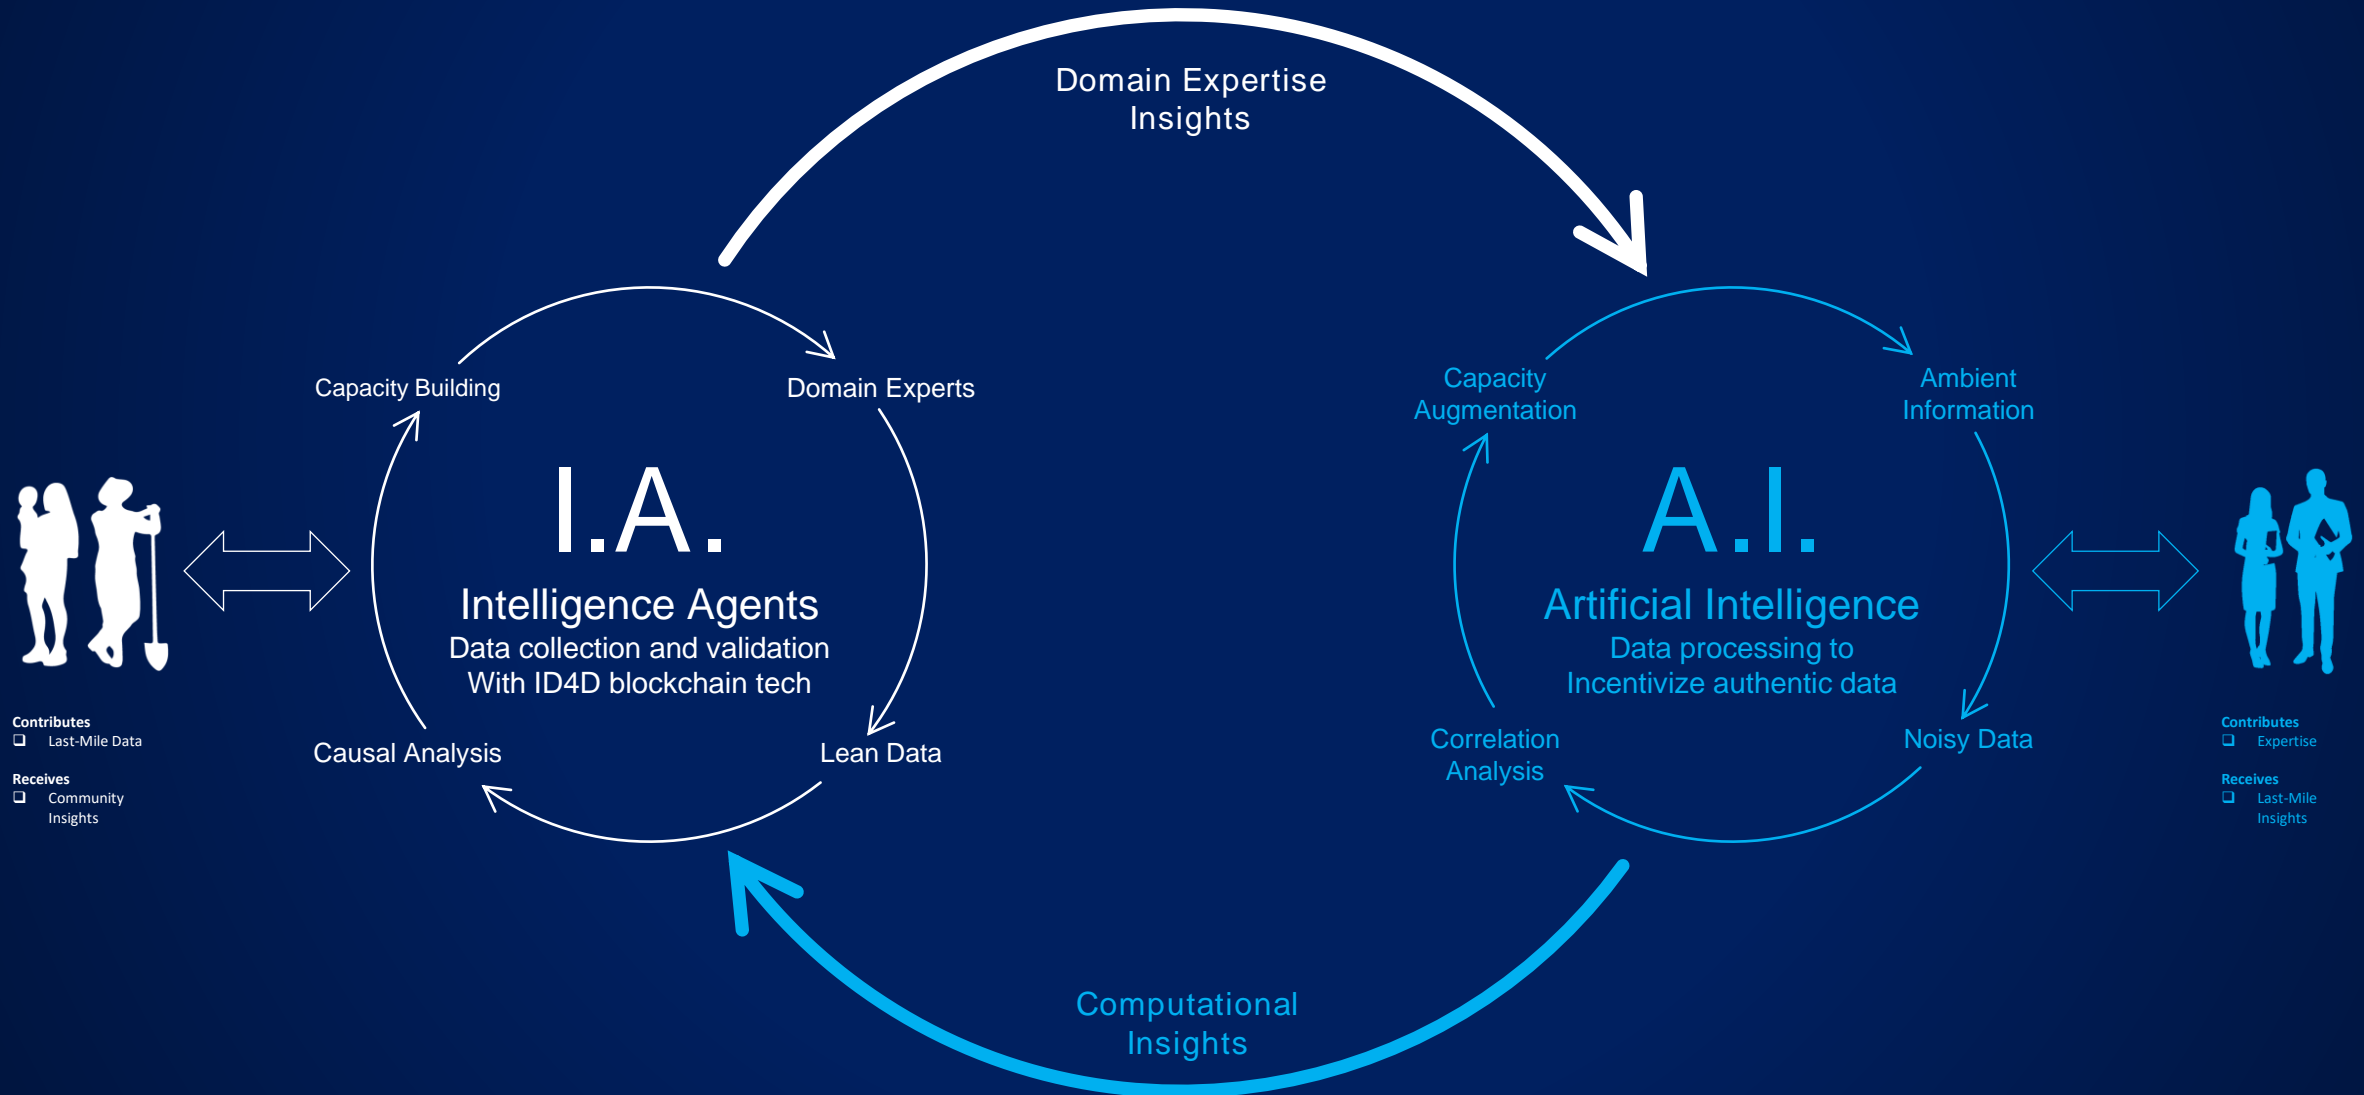 Domain Expertise
Insights
Capacity Building
Domain Experts
I.A.
Intelligence Agents
Data collection and validation
With ID4D blockchain tech
Causal Analysis
Lean Data
Contributes
Last-Mile Data
Receives
Community
Insights
Capacity
Augmentation
Ambient
Information
A.I.
Artificial Intelligence
Data processing to
Incentivize authentic data
Correlation
Analysis
Noisy Data
Contributes
Expertise
Receives
Last-Mile
Insights
Computational
Insights